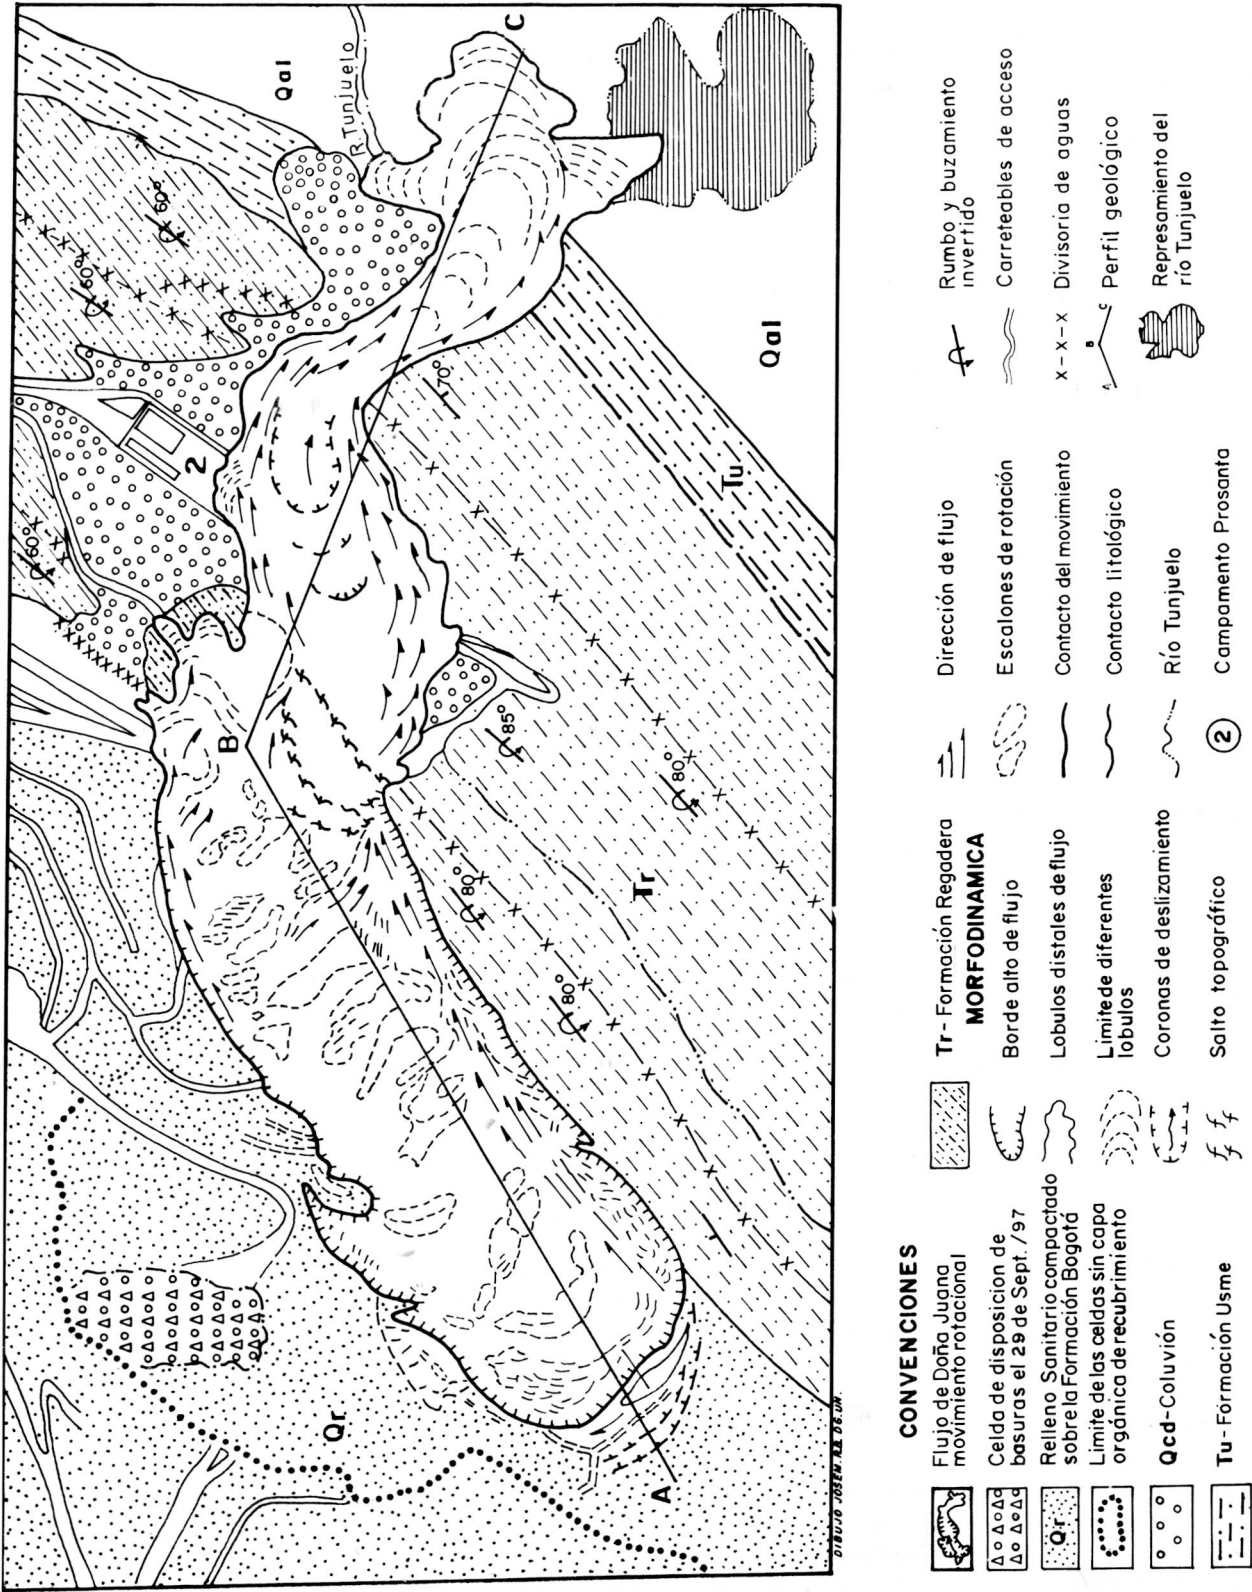 Qr
A
B
C
2
Tr
Tu
Qal
Qal
R. Tunjuelo
60°
60°
60°
70°
85°
80°
80°
80°
CONVENCIONES
Flujo de Doña Juana
movimiento rotacional
Celda de disposicion de
basuras el 29 de Sept./97
Qr
Relleno Sanitario compactado
sobre la Formación Bogotá
Limite de las celdas sin capa
orgánica de recubrimiento
Qcd-Coluvión
Tu-Formación Usme
Tr-Formación Regadera
MORFODINAMICA
Borde alto de flujo
Lobulos distales de flujo
Limite de diferentes
lobulos
Coronas de deslizamiento
Salto topográfico
Dirección de flujo
Escalones de rotación
Contacto del movimiento
Contacto litológico
Río Tunjuelo
2 Campamento Prosanta
Rumbo y buzamiento
invertido
Carreteables de acceso
x-x-x-x Divisoria de aguas
A B C Perfil geológico
Represamiento del
río Tunjuelo